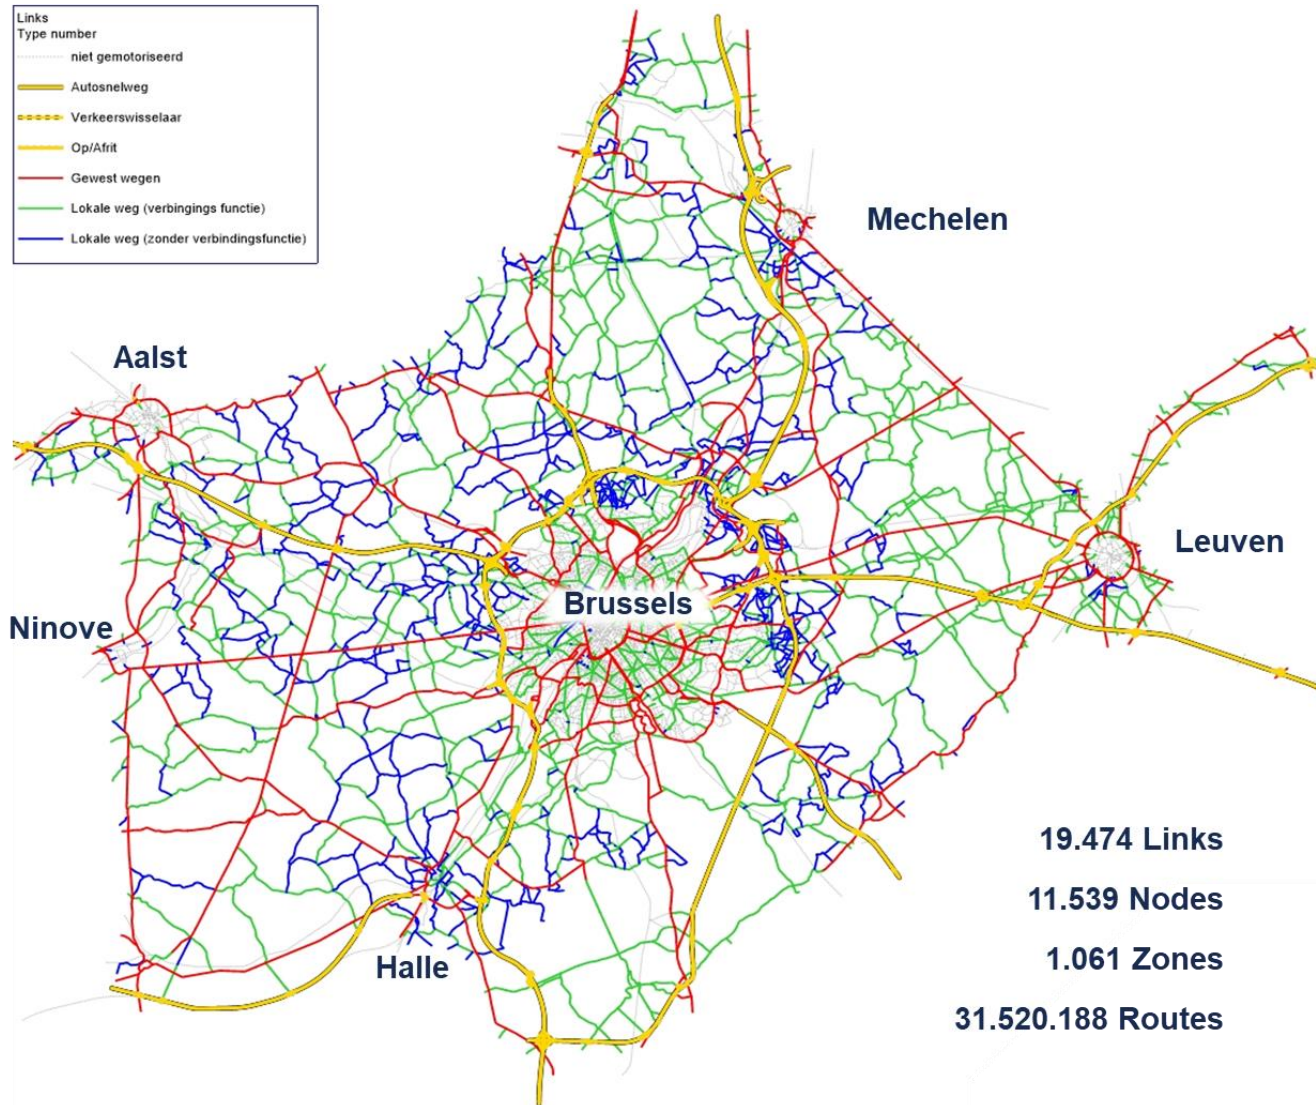 Links
Type number
niet gemotoriseerd
Autosnelweg
Verkeerswisselaar
Op/Afrit
Gewest wegen
Lokale weg (verbingings functie)
Lokale weg (zonder verbindingsfunctie)
Mechelen
Aalst
Leuven
Brussels
Ninove
Halle
19.474 Links
11.539 Nodes
1.061 Zones
31.520.188 Routes